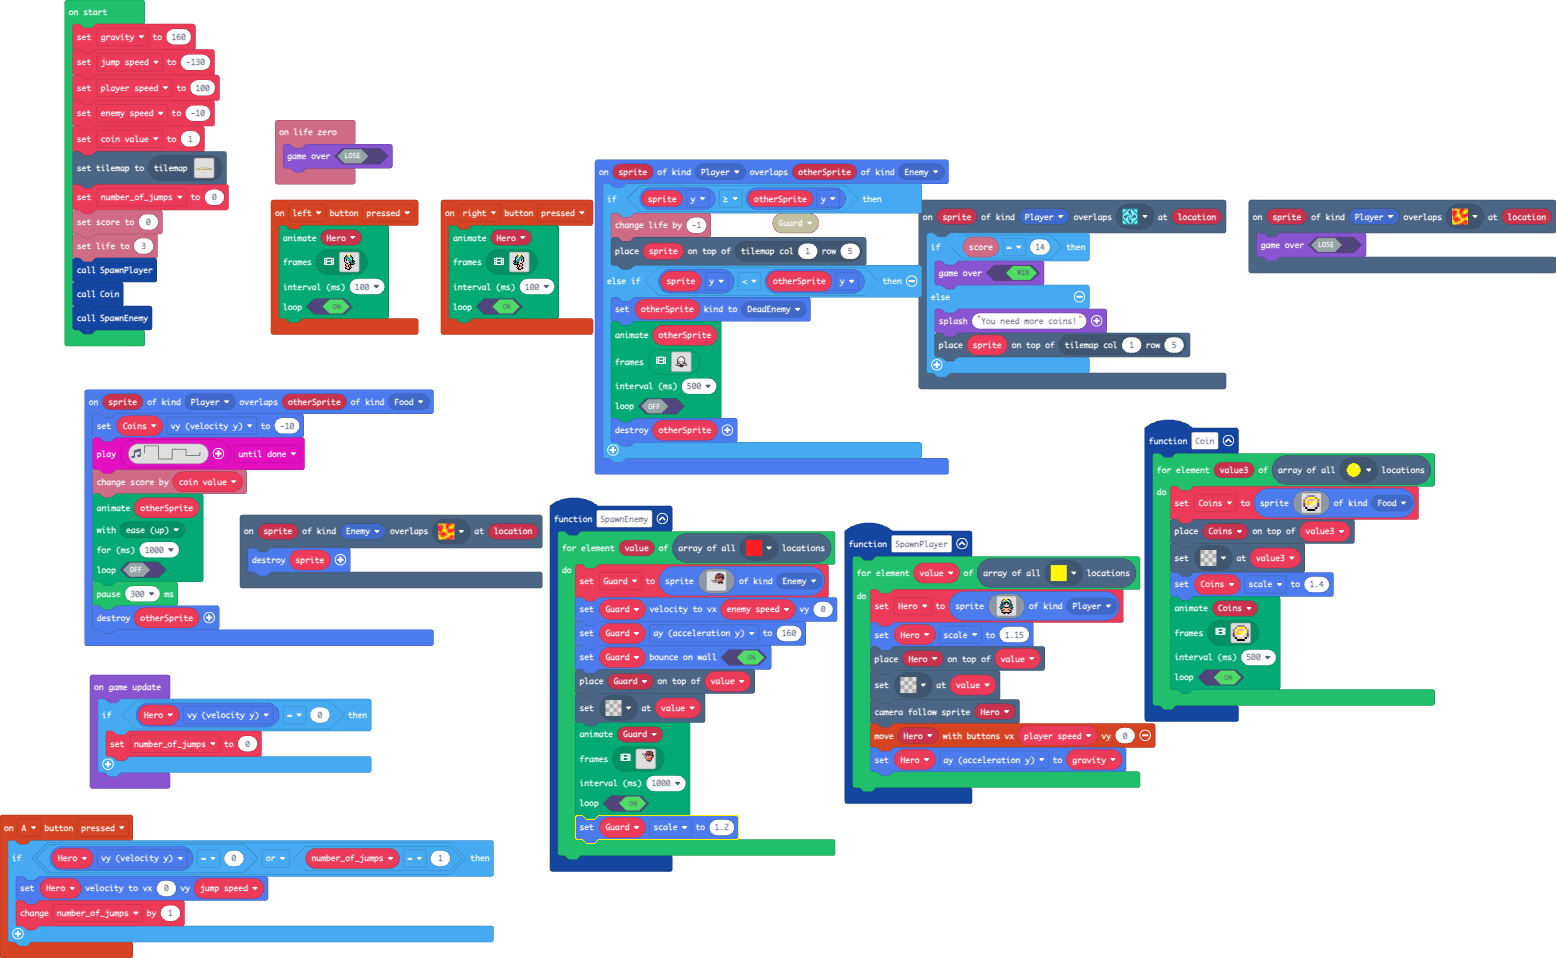 on start
set gravity to 160
set jump speed to -130
set player speed to 100
set enemy speed to -10
set coin value to 1
set tilemap to tilemap
set number_of_jumps to 0
set score to 0
set life to 3
call SpawnPlayer
call Coin
call SpawnEnemy
on life zero
game over LOSE
on left button pressed
animate Hero
frames
interval (ms) 100
loop ON
on right button pressed
animate Hero
frames
interval (ms) 100
loop ON
on sprite of kind Player overlaps otherSprite of kind Enemy
if sprite y ≥ otherSprite y then
change life by -1
Guard
place sprite on top of tilemap col 1 row 5
else if sprite y < otherSprite y then
set otherSprite kind to DeadEnemy
animate otherSprite
frames
interval (ms) 500
loop OFF
destroy otherSprite
on sprite of kind Player overlaps at location
if score = 14 then
game over WIN
else
splash "You need more coins!"
place sprite on top of tilemap col 1 row 5
on sprite of kind Player overlaps at location
game over LOSE
on sprite of kind Player overlaps otherSprite of kind Food
set Coins vy (velocity y) to -10
play until done
change score by coin value
animate otherSprite
with ease (up)
for (ms) 1000
loop OFF
pause 300 ms
destroy otherSprite
on sprite of kind Enemy overlaps at location
destroy sprite
function SpawnEnemy
for element value of array of all locations
do
set Guard to sprite of kind Enemy
set Guard velocity to vx enemy speed vy 0
set Guard ay (acceleration y) to 160
set Guard bounce on wall ON
place Guard on top of value
set at value
animate Guard
frames
interval (ms) 1000
loop ON
set Guard scale to 1.2
function SpawnPlayer
for element value of array of all locations
do
set Hero to sprite of kind Player
set Hero scale to 1.15
place Hero on top of value
set at value
camera follow sprite Hero
move Hero with buttons vx player speed vy 0
set Hero ay (acceleration y) to gravity
function Coin
for element value3 of array of all locations
do
set Coins to sprite of kind Food
place Coins on top of value3
set at value3
set Coins scale to 1.4
animate Coins
frames
interval (ms) 500
loop ON
on game update
if Hero vy (velocity y) = 0 then
set number_of_jumps to 0
on A button pressed
if Hero vy (velocity y) = 0 or number_of_jumps = 1 then
set Hero velocity to vx 0 vy jump speed
change number_of_jumps by 1